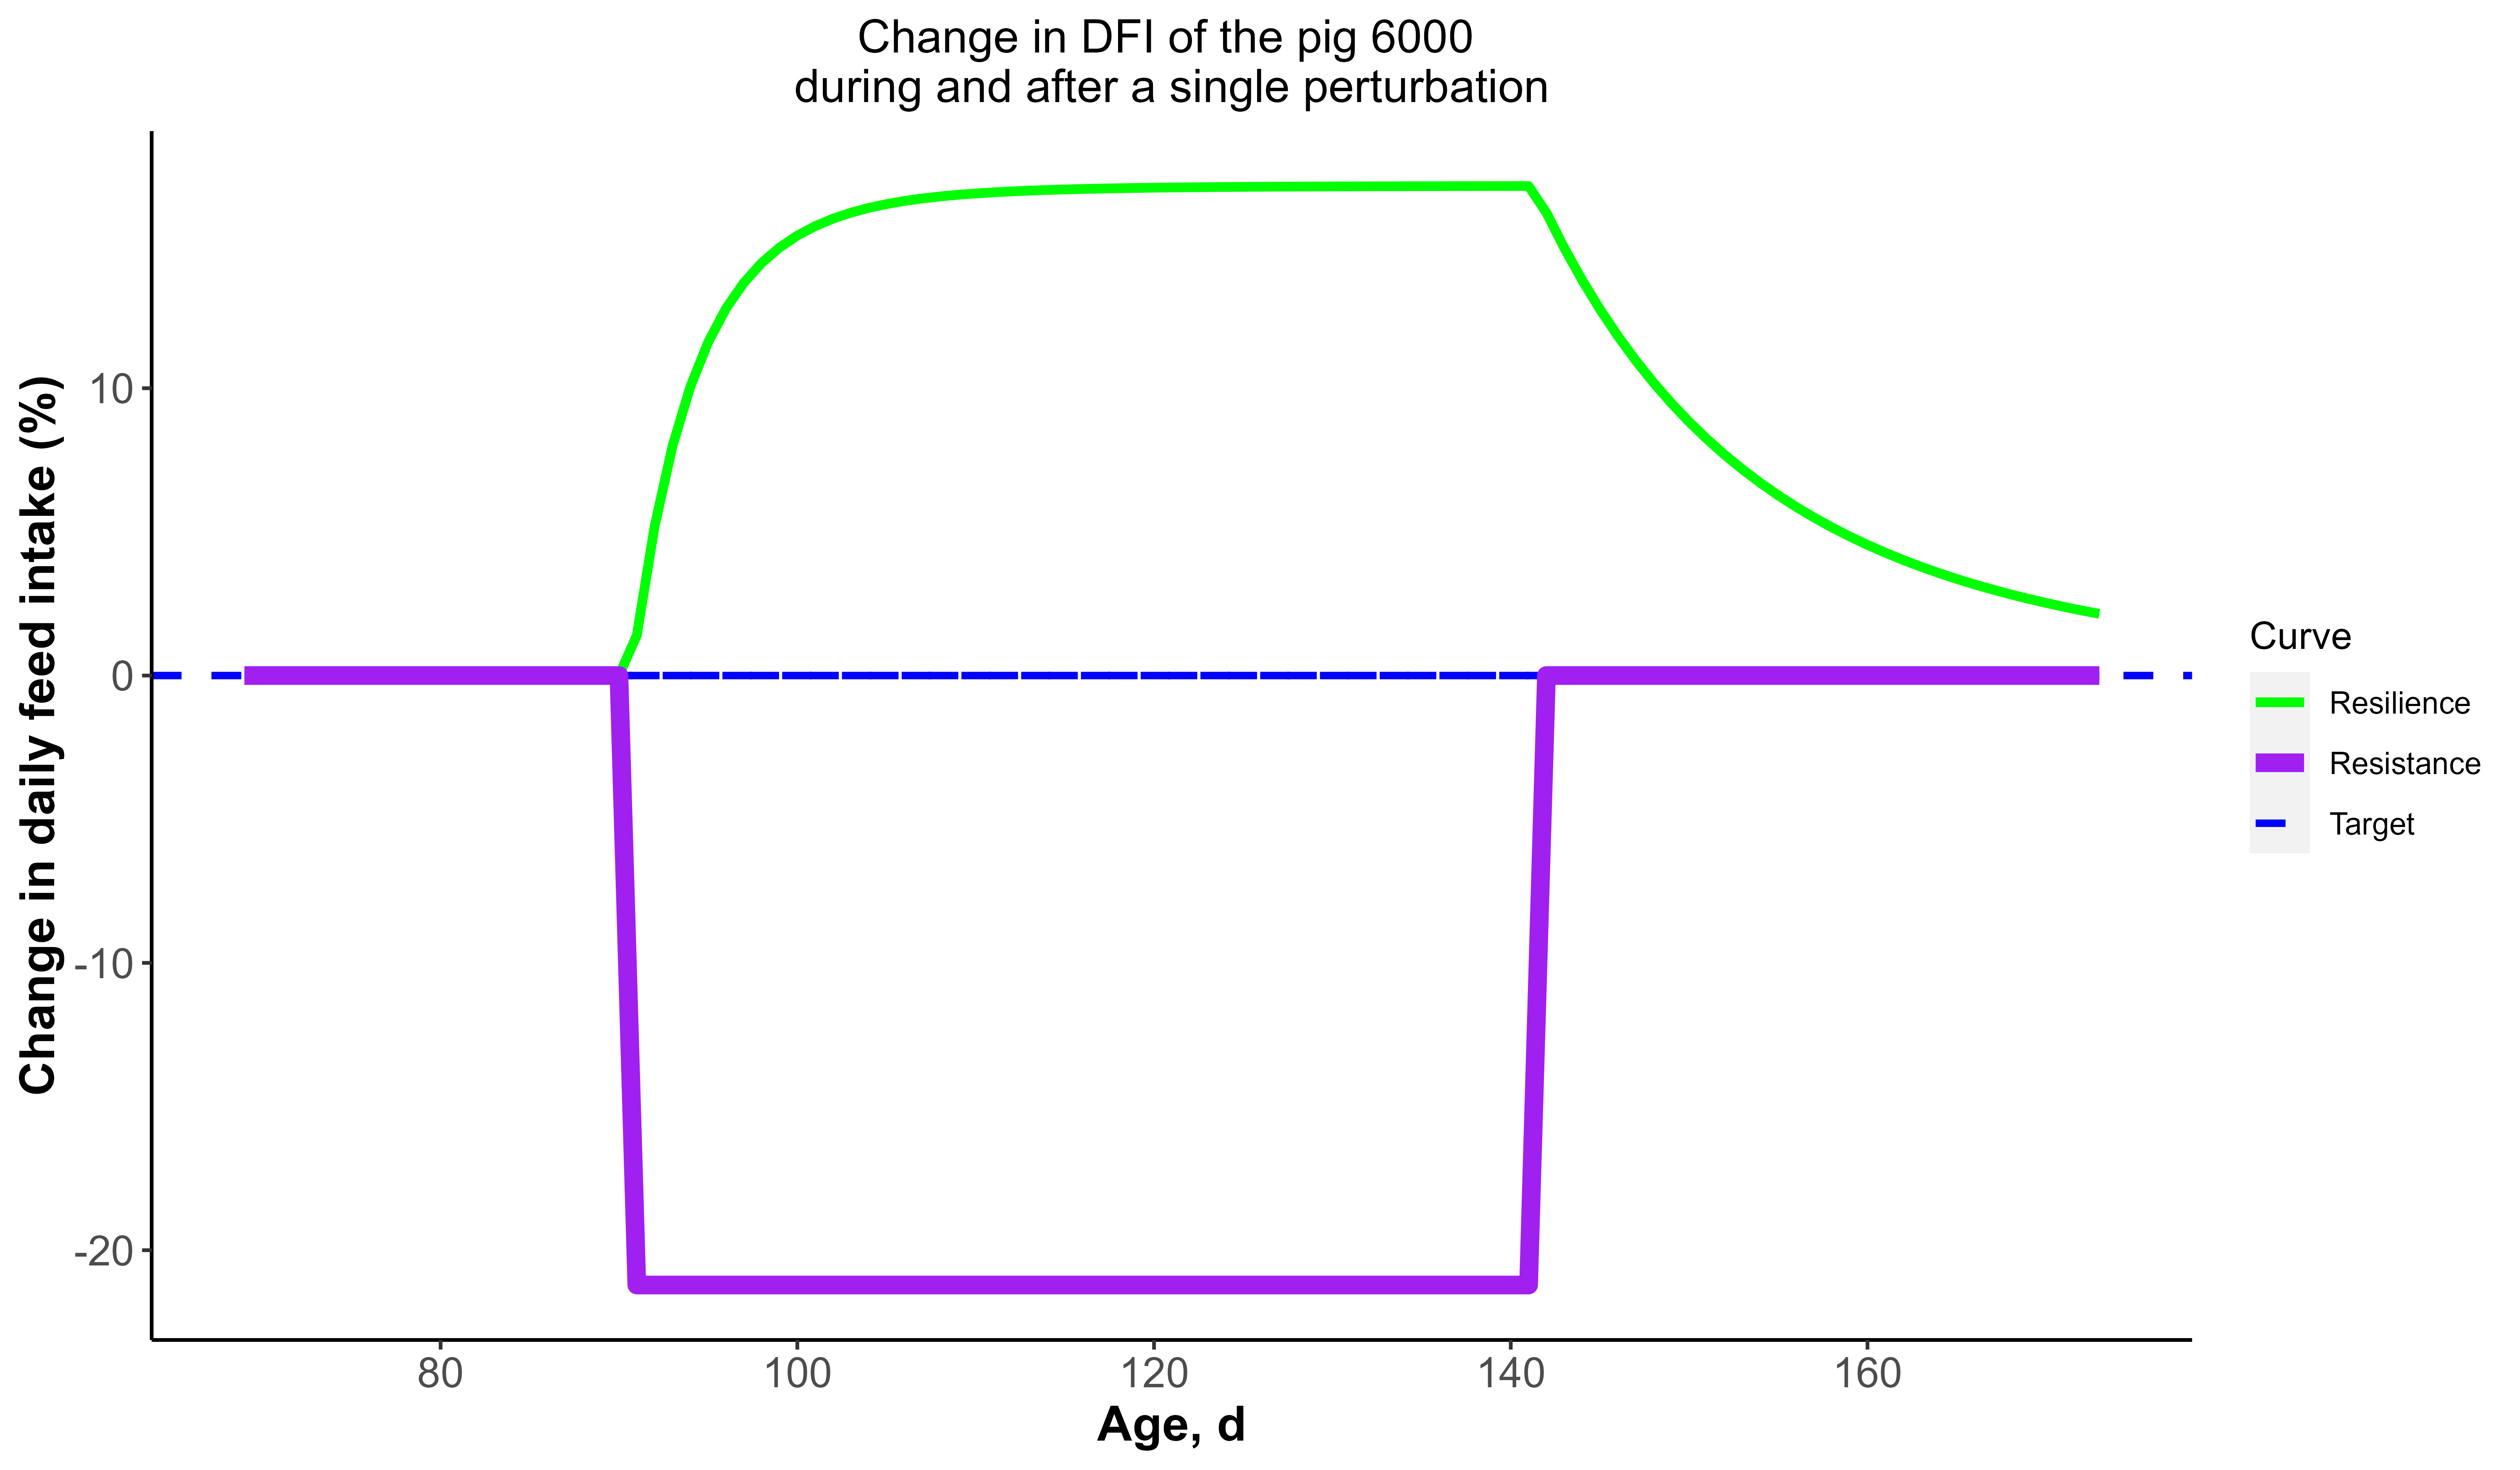 Change in DFI of the pig 6000
during and after a single perturbation
Change in daily feed intake (%)
10
0
-10
-20
80
100
120
140
160
Age, d
Curve
Resilience
Resistance
Target